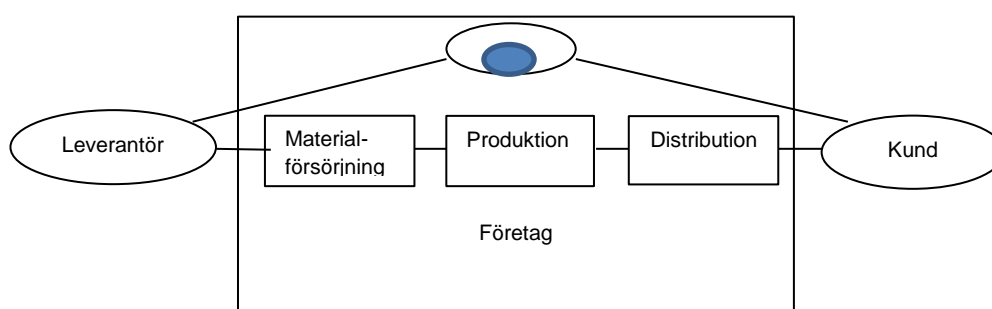 Leverantör
Material-
försörjning
Produktion
Distribution
Kund
Företag